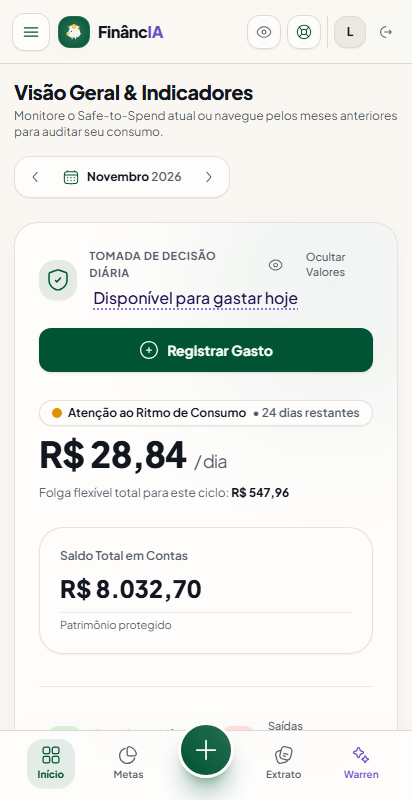 FinâncIA
L
Visão Geral & Indicadores
Monitore o Safe-to-Spend atual ou navegue pelos meses anteriores
para auditar seu consumo.
Novembro 2026
TOMADA DE DECISÃO
DIÁRIA
Ocultar
Valores
Disponível para gastar hoje
Registrar Gasto
Atenção ao Ritmo de Consumo • 24 dias restantes
R$ 28,84 /dia
Folga flexível total para este ciclo: R$ 547,96
Saldo Total em Contas
R$ 8.032,70
Patrimônio protegido
Saídas
Início
Metas
Extrato
Warren